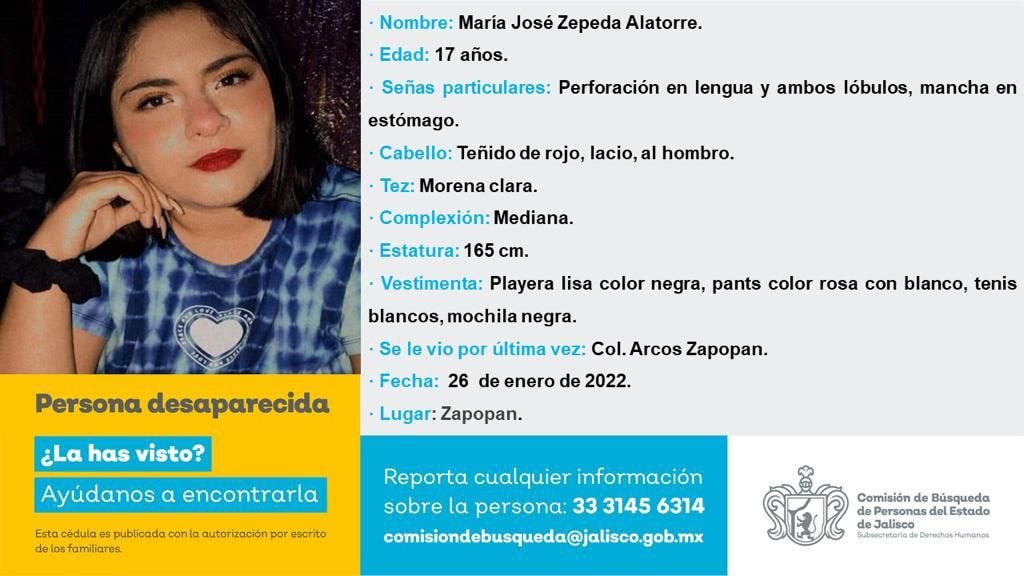 · Nombre: María José Zepeda Alatorre.
· Edad: 17 años.
· Señas particulares: Perforación en lengua y ambos lóbulos, mancha en
estómago.
· Cabello: Teñido de rojo, lacio, al hombro.
· Tez: Morena clara.
· Complexión: Mediana.
· Estatura: 165 cm.
· Vestimenta: Playera lisa color negra, pants color rosa con blanco, tenis
blancos, mochila negra.
· Se le vio por última vez: Col. Arcos Zapopan.
· Fecha: 26 de enero de 2022.
· Lugar: Zapopan.
Persona desaparecida
¿La has visto?
Ayúdanos a encontrarla
Esta cédula es publicada con la autorización por escrito
de los familiares.
Reporta cualquier información
sobre la persona: 33 3145 6314
comisiondebusqueda@jalisco.gob.mx
Comisión de Búsqueda
de Personas del Estado
de Jalisco
Subsecretaría de Derechos Humanos